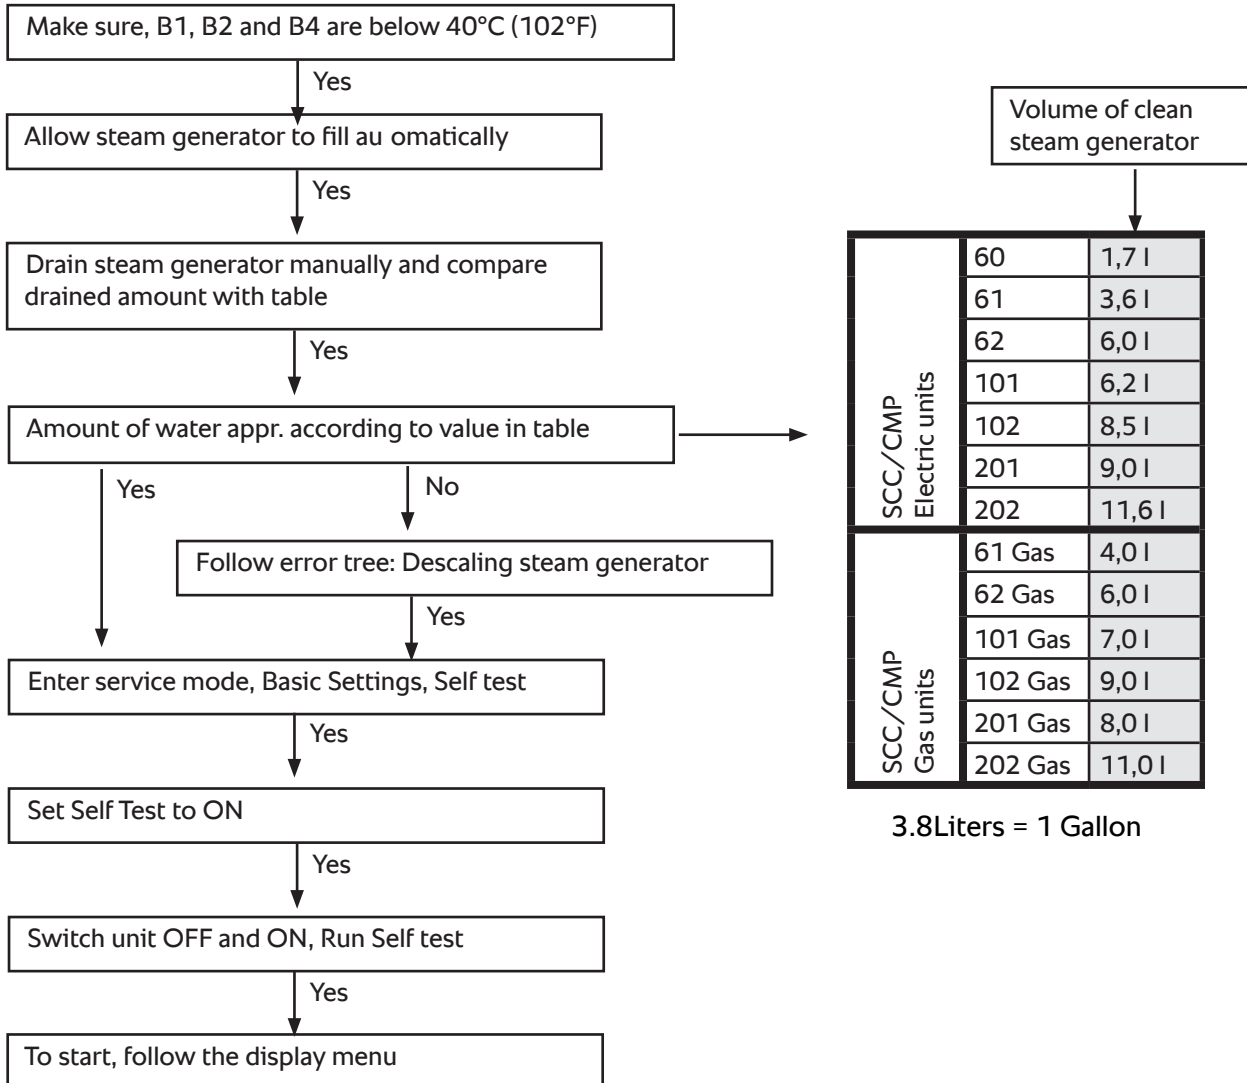 Make sure, B1, B2 and B4 are below 40°C (102°F)
Yes
Allow steam generator to fill au omatically
Yes
Drain steam generator manually and compare
drained amount with table
Yes
Amount of water appr. according to value in table
Yes
No
Follow error tree: Descaling steam generator
Yes
Enter service mode, Basic Settings, Self test
Yes
Set Self Test to ON
Yes
Switch unit OFF and ON, Run Self test
Yes
To start, follow the display menu
Volume of clean
steam generator
SCC/CMP
Electric units
60 1,7 l
61 3,6 l
62 6,0 l
101 6,2 l
102 8,5 l
201 9,0 l
202 11,6 l
SCC/CMP
Gas units
61 Gas 4,0 l
62 Gas 6,0 l
101 Gas 7,0 l
102 Gas 9,0 l
201 Gas 8,0 l
202 Gas 11,0 l
3.8Liters = 1 Gallon